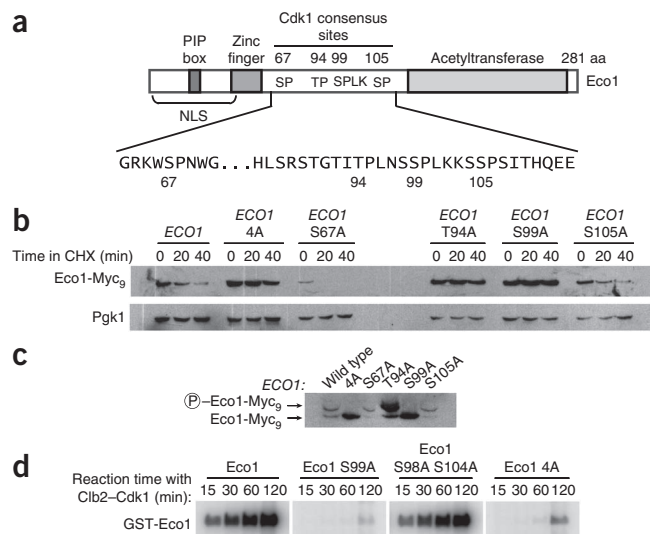 a
Cdk1 consensus
sites
PIP
box
Zinc
finger
67 94 99 105
Acetyltransferase
281 aa
SP TP SPLK SP
Eco1
NLS
GRKWSPNWG...HLSRSTGTITPLNSSPLKKSSPSITHQEE
67 94 99 105
b
ECO1
ECO1
4A
ECO1
S67A
ECO1
T94A
ECO1
S99A
ECO1
S105A
Time in CHX (min) 0 20 40 0 20 40 0 20 40 0 20 40 0 20 40 0 20 40
Eco1-Myc9
Pgk1
c
ECO1: Wild type 4A S67A T94A S99A S105A
P–Eco1-Myc9
Eco1-Myc9
d
Reaction time with
Clb2–Cdk1 (min):
Eco1
Eco1 S99A
Eco1
S98A S104A
Eco1 4A
15 30 60 120 15 30 60 120 15 30 60 120 15 30 60 120
GST-Eco1